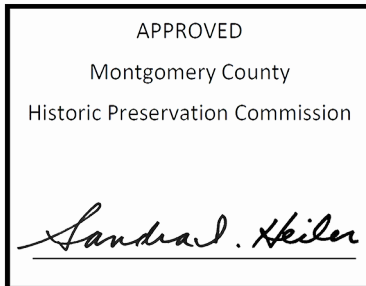 APPROVED
Montgomery County
Historic Preservation Commission
Sandra I. Heiler